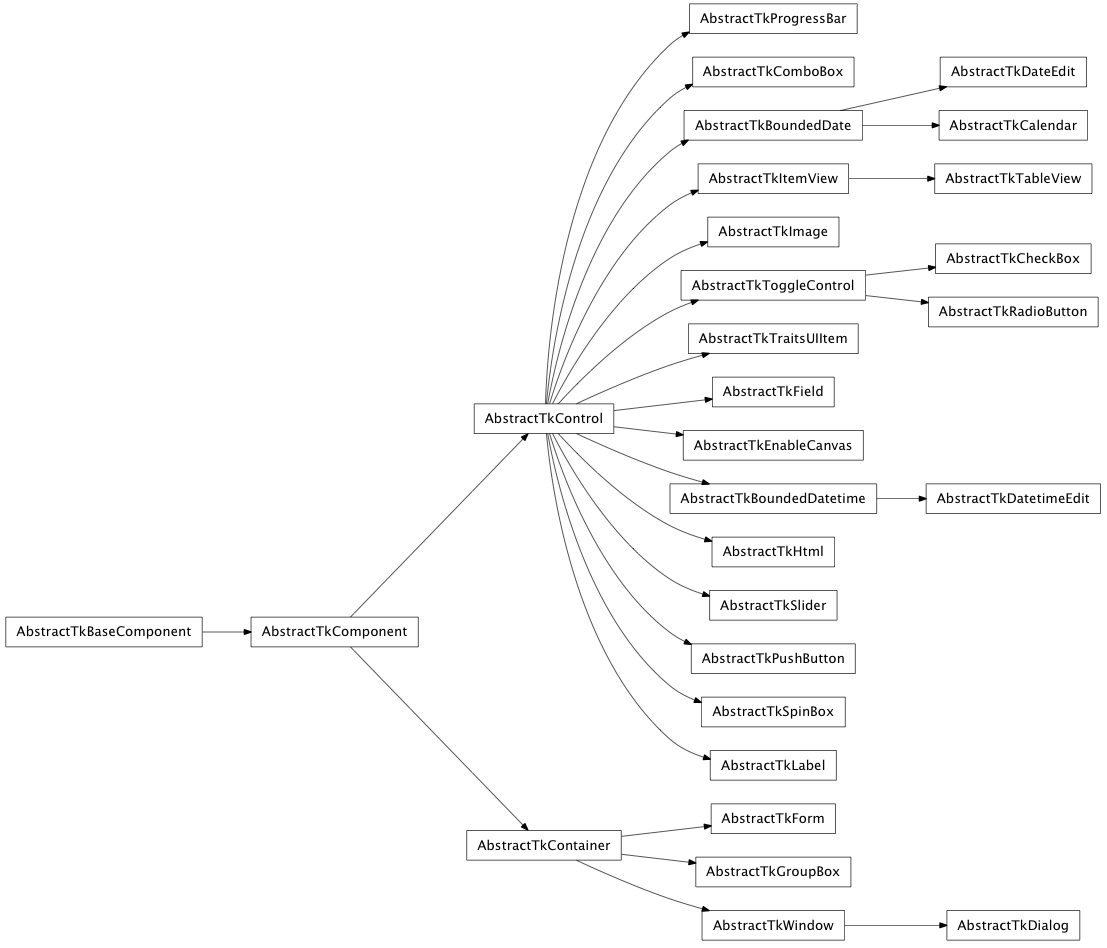 AbstractTkProgressBar
AbstractTkComboBox
AbstractTkDateEdit
AbstractTkBoundedDate
AbstractTkCalendar
AbstractTkItemView
AbstractTkTableView
AbstractTkImage
AbstractTkCheckBox
AbstractTkToggleControl
AbstractTkRadioButton
AbstractTkTraitsUIItem
AbstractTkField
AbstractTkControl
AbstractTkEnableCanvas
AbstractTkBoundedDatetime
AbstractTkDatetimeEdit
AbstractTkHtml
AbstractTkSlider
AbstractTkBaseComponent
AbstractTkComponent
AbstractTkPushButton
AbstractTkSpinBox
AbstractTkLabel
AbstractTkForm
AbstractTkContainer
AbstractTkGroupBox
AbstractTkWindow
AbstractTkDialog